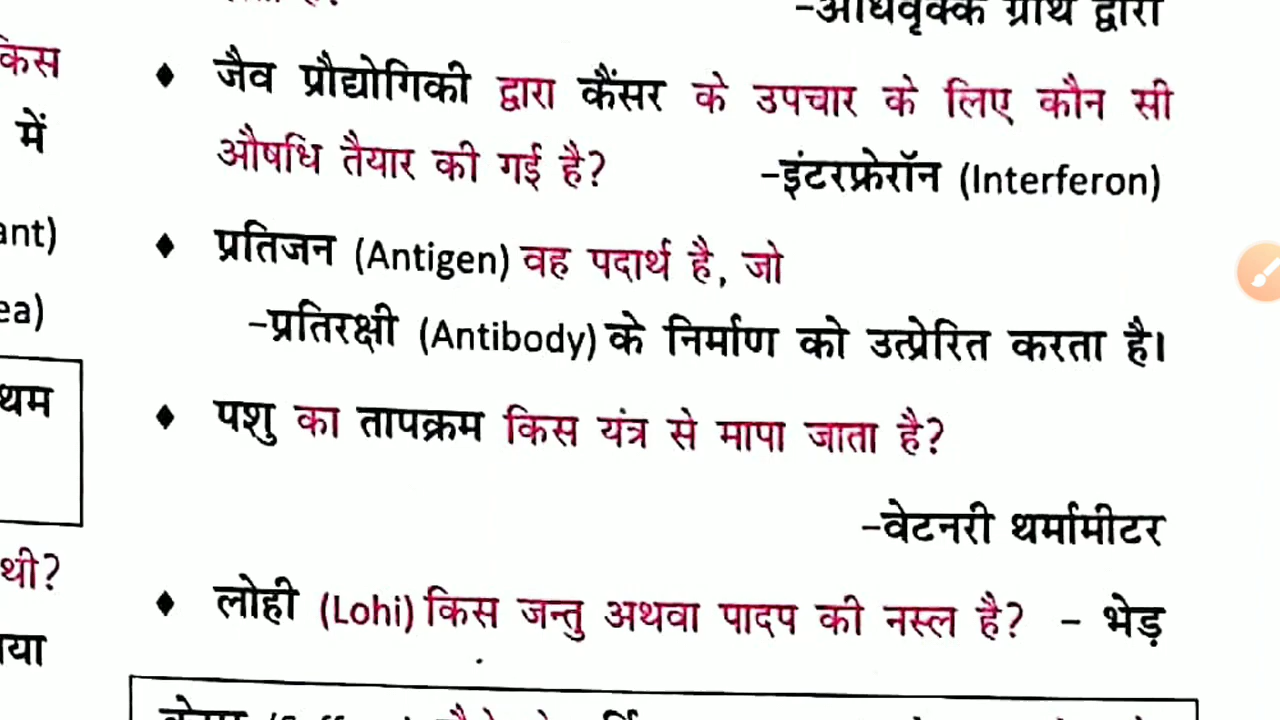 –अधिवृक्क ग्रंथि द्वारा
किस
♦ जैव प्रौद्योगिकी द्वारा कैंसर के उपचार के लिए कौन सी
में
औषधि तैयार की गई है? –इंटरफ्रेरॉन (Interferon)
ant)
♦ प्रतिजन (Antigen) वह पदार्थ है, जो
ea)
–प्रतिरक्षी (Antibody) के निर्माण को उत्प्रेरित करता है।
थम
♦ पशु का तापक्रम किस यंत्र से मापा जाता है?
–वेटनरी थर्मामीटर
थी?
♦ लोही (Lohi) किस जन्तु अथवा पादप की नस्ल है? – भेड़
या